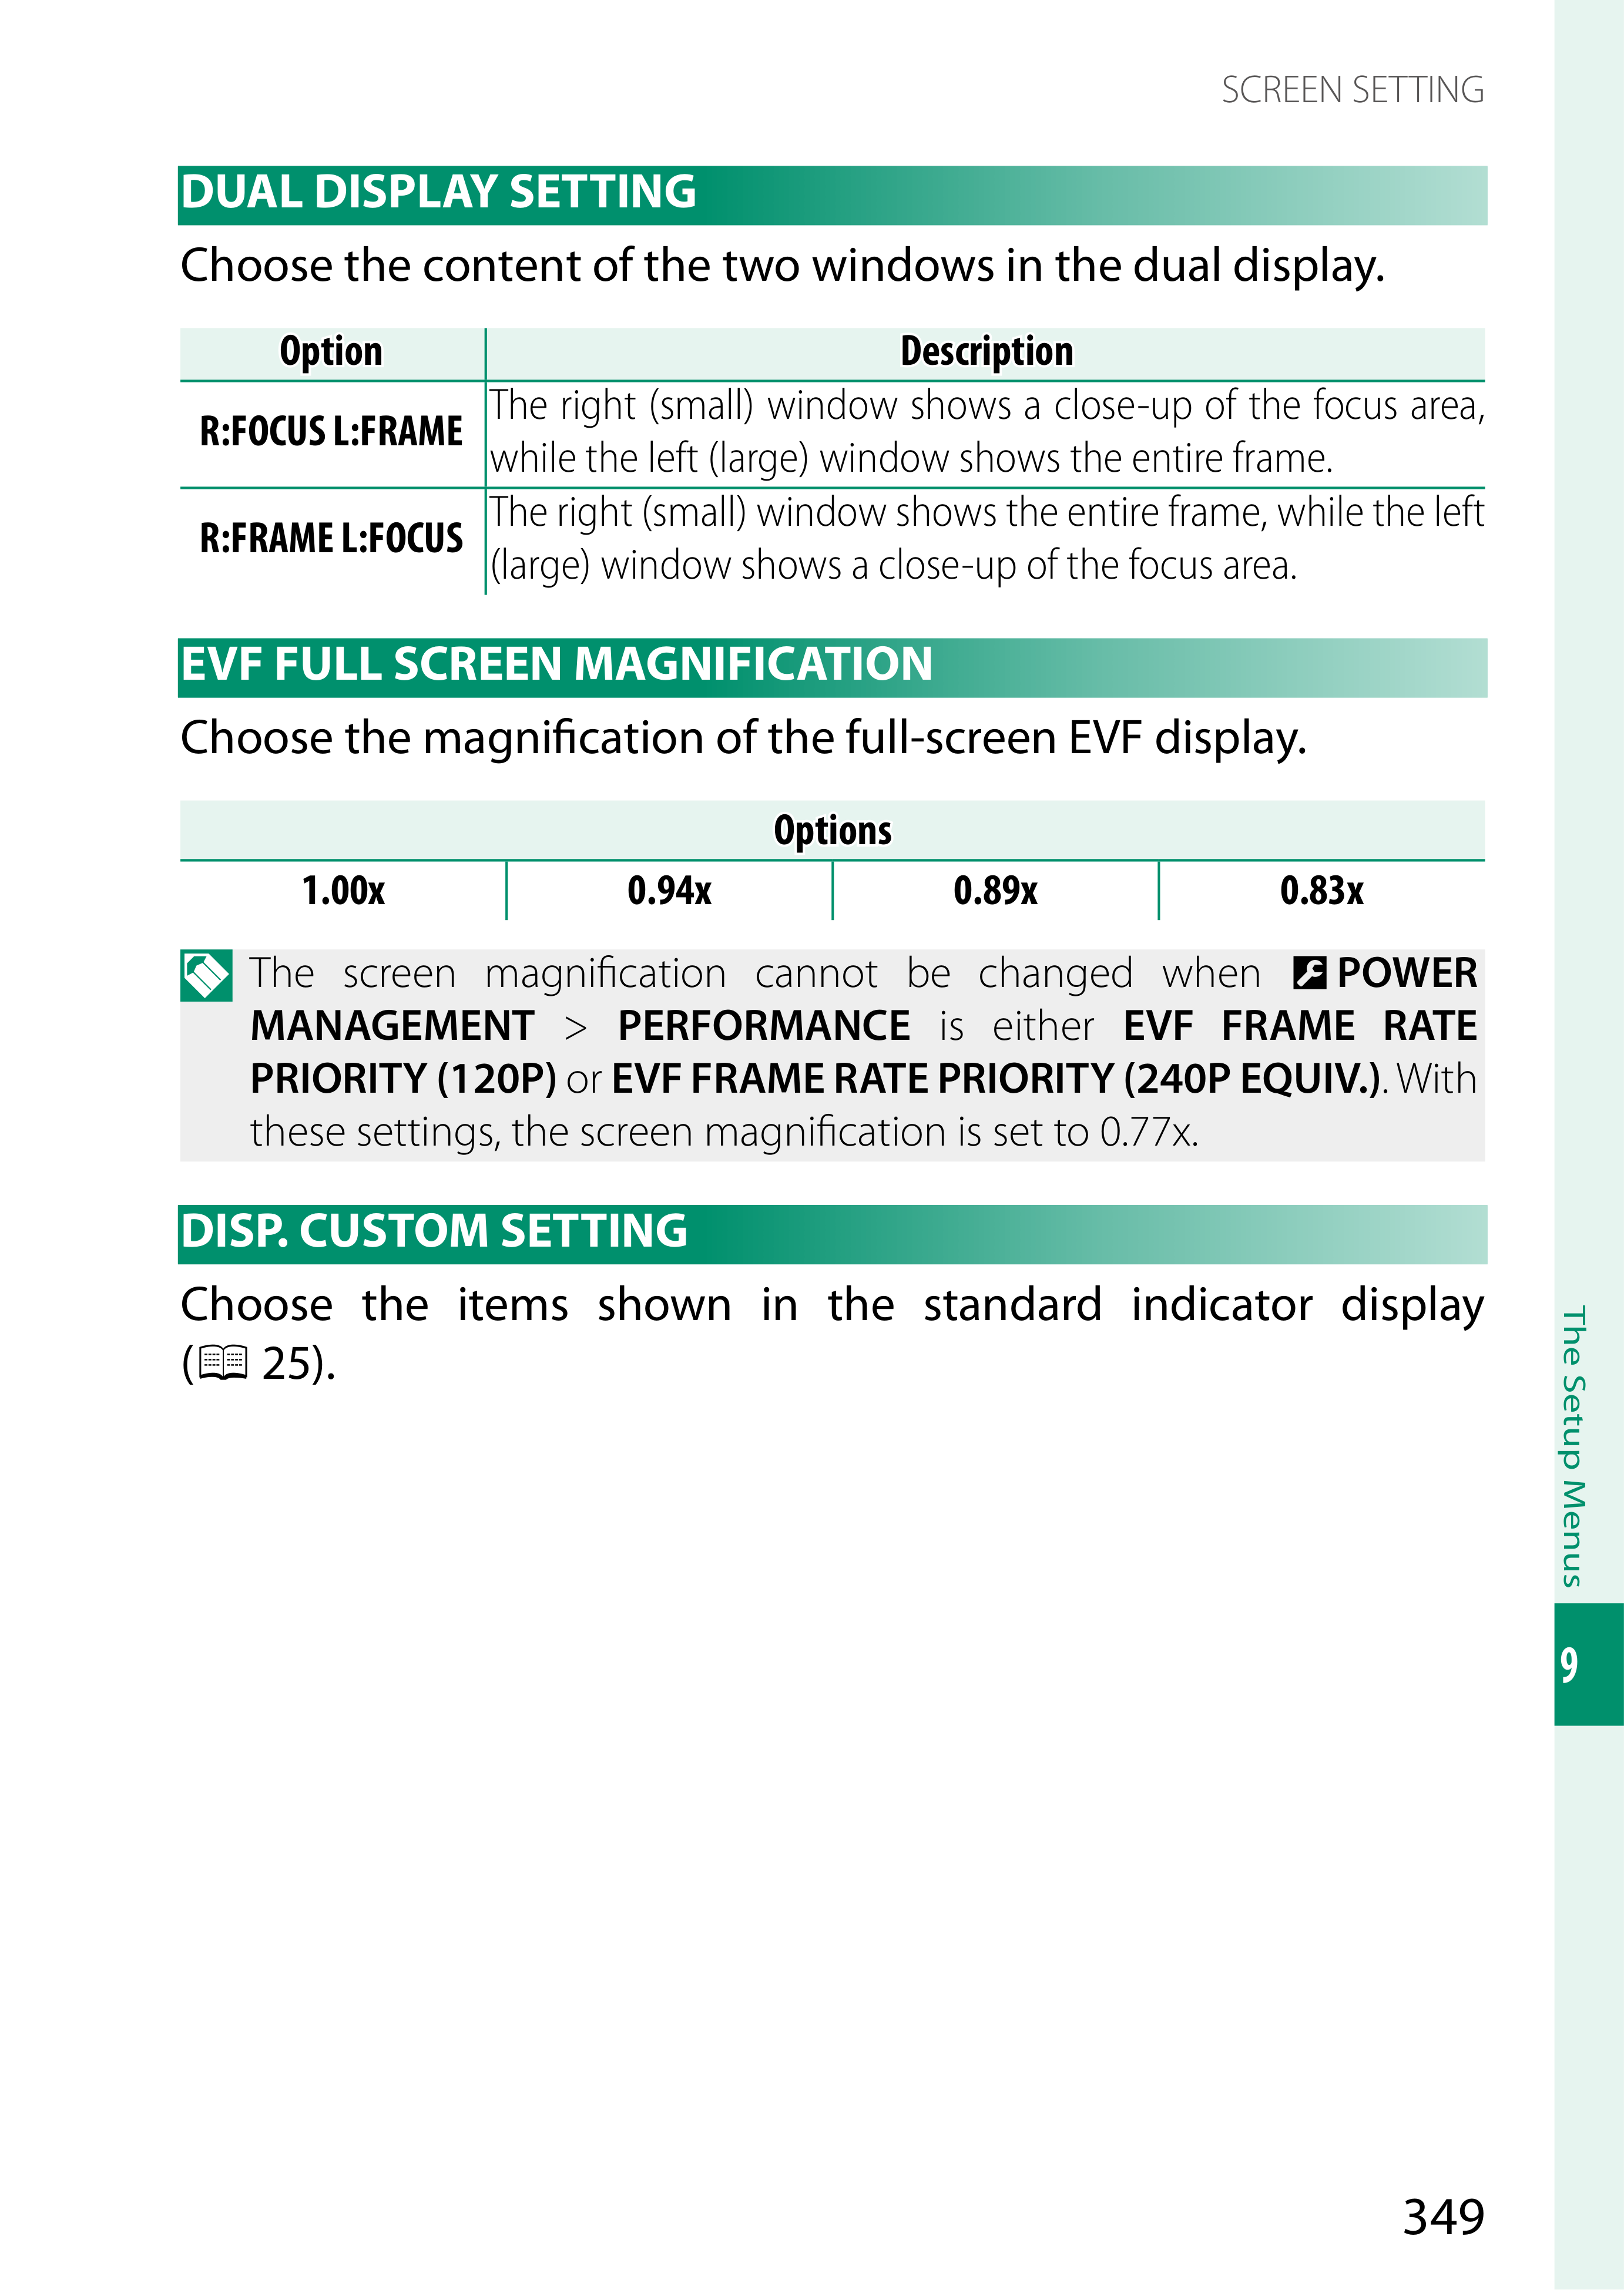 SCREEN SETTING
DUAL DISPLAY SETTING
Choose the content of the two windows in the dual display.
Option Description
R:FOCUS L:FRAME
The right (small) window shows a close-up of the focus area,
while the left (large) window shows the entire frame.
R:FRAME L:FOCUS
The right (small) window shows the entire frame, while the left
(large) window shows a close-up of the focus area.
EVF FULL SCREEN MAGNIFICATION
Choose the magnification of the full-screen EVF display.
Options
1.00x 0.94x 0.89x 0.83x
The screen magnification cannot be changed when POWER
MANAGEMENT > PERFORMANCE is either EVF FRAME RATE
PRIORITY (120P) or EVF FRAME RATE PRIORITY (240P EQUIV.). With
these settings, the screen magnification is set to 0.77x.
DISP. CUSTOM SETTING
Choose the items shown in the standard indicator display
( 25).
The Setup Menus
9
349